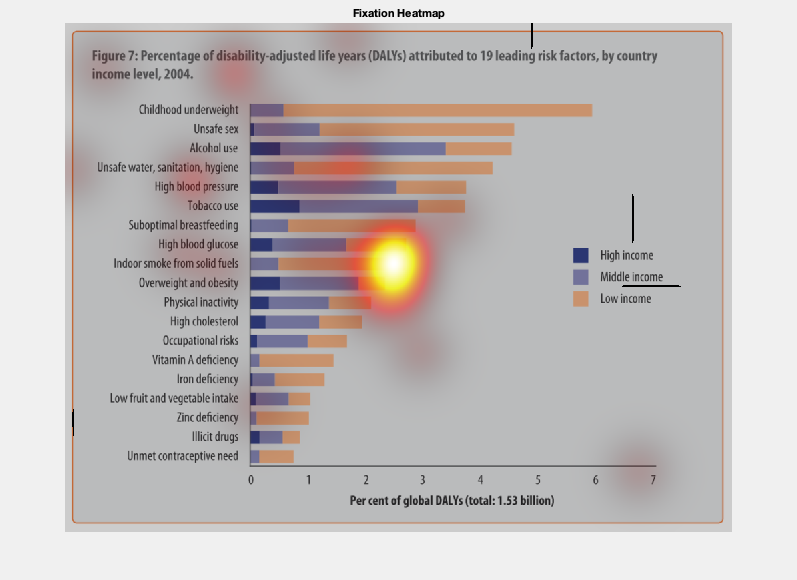 Fixation Heatmap
Figure 7: Percentage of disability-adjusted life years (DALYs) attributed to 19 leading risk factors, by country
income level, 2004.
Childhood underweight
Unsafe sex
Alcohol use
Unsafe water, sanitation, hygiene
High blood pressure
Tobacco use
Suboptimal breastfeeding
High blood glucose
Indoor smoke from solid fuels
Overweight and obesity
Physical inactivity
High cholesterol
Occupational risks
Vitamin A deficiency
Iron deficiency
Low fruit and vegetable intake
Zinc deficiency
Illicit drugs
Unmet contraceptive need
High income
Middle income
Low income
0 1 2 3 4 5 6 7
Per cent of global DALYs (total: 1.53 billion)